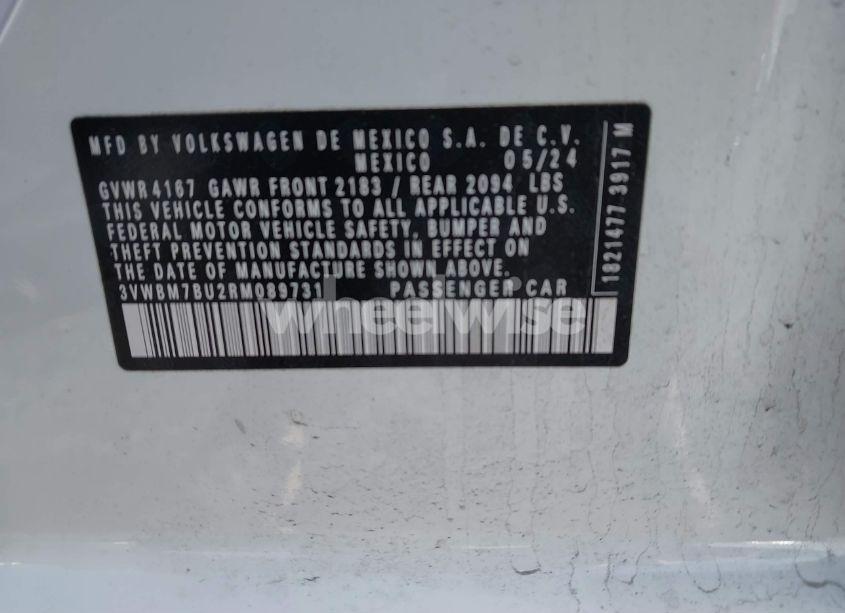 MFD BY VOLKSWAGEN DE MEXICO S.A. DE C.V.
MEXICO 05/24
GVWR 4167 GAWR FRONT 2183 / REAR 2094 LBS
THIS VEHICLE CONFORMS TO ALL APPLICABLE U.S.
FEDERAL MOTOR VEHICLE SAFETY, BUMPER AND
THEFT PREVENTION STANDARDS IN EFFECT ON
THE DATE OF MANUFACTURE SHOWN ABOVE.
3VWBM7BU2RM089731 PASSENGER CAR
1821477 3917 M
wheelwise